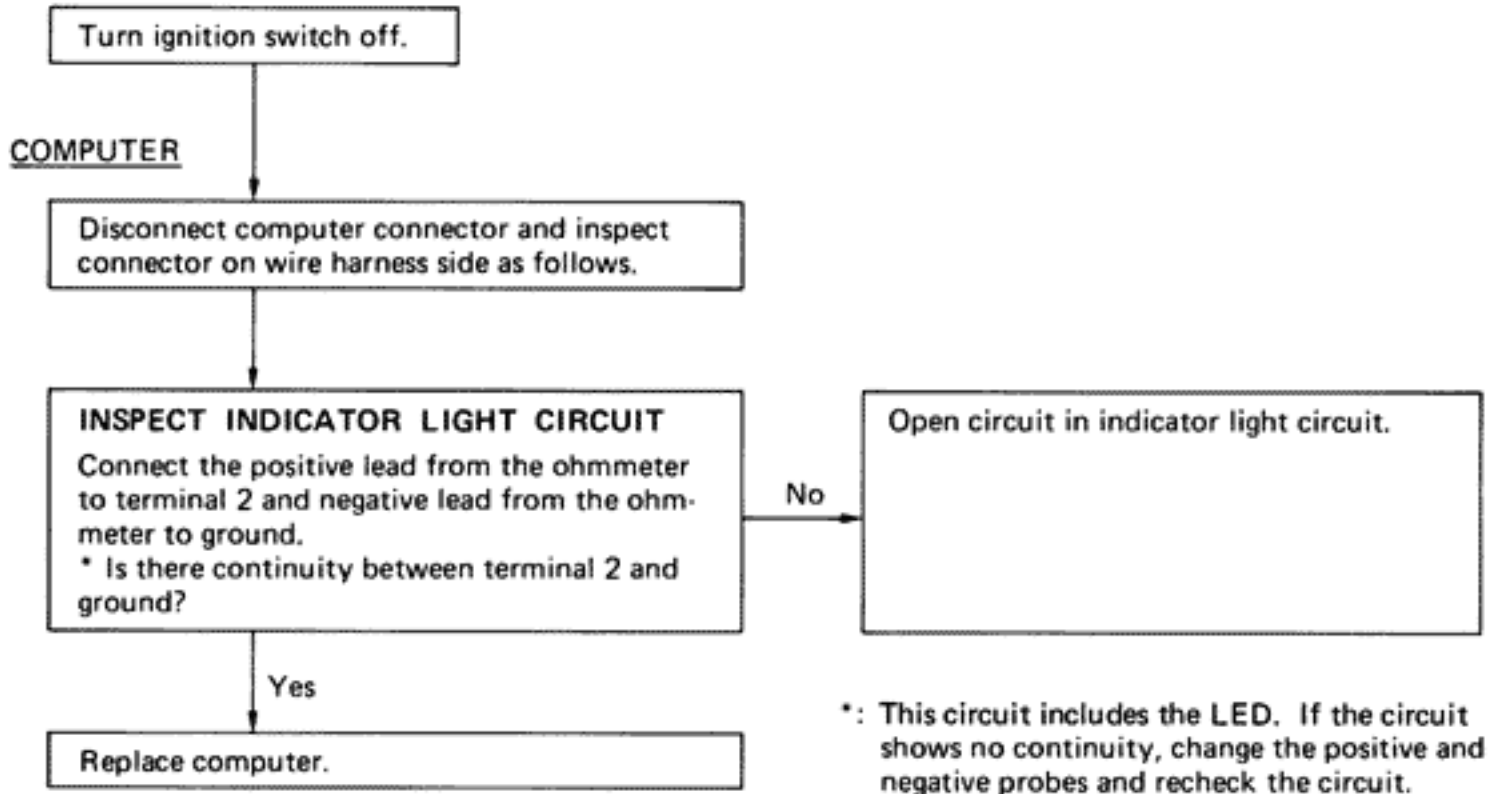 Turn ignition switch off.
COMPUTER
Disconnect computer connector and inspect
connector on wire harness side as follows.
INSPECT INDICATOR LIGHT CIRCUIT
Connect the positive lead from the ohmmeter
to terminal 2 and negative lead from the ohm-
meter to ground.
* Is there continuity between terminal 2 and
ground?
No
Open circuit in indicator light circuit.
Yes
Replace computer.
*: This circuit includes the LED. If the circuit
shows no continuity, change the positive and
negative probes and recheck the circuit.